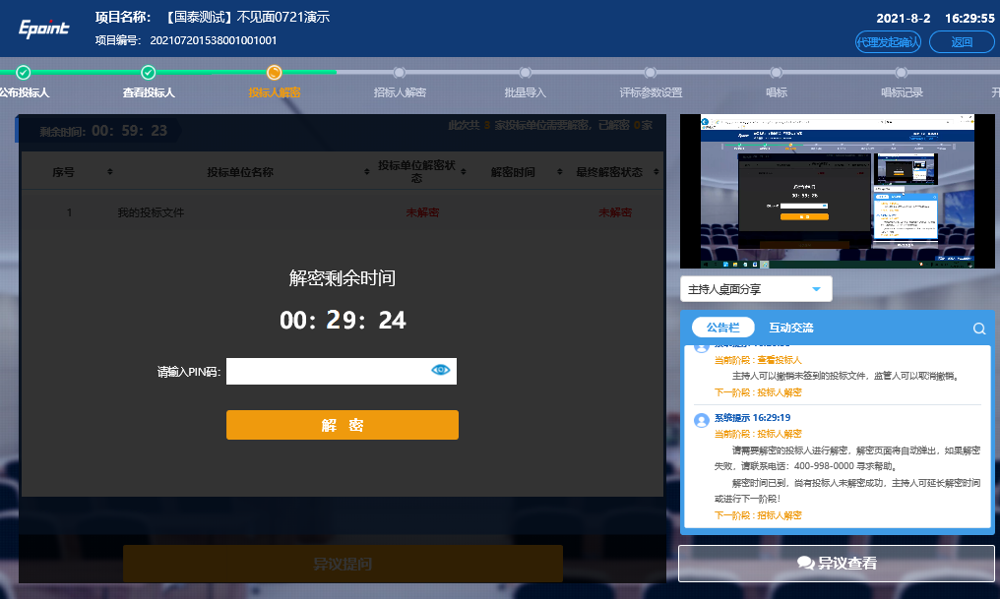 Epoint
项目名称： 【国泰测试】不见面0721演示
项目编号： 202107201538001001001
2021-8-2 16:29:55
代理发起确认 返回
公布投标人 查看投标人 投标人解密 招标人解密 批量导入 评标参数设置 唱标 唱标记录 开
剩余时间： 00：59：23
此次共 3 家投标单位需要解密，已解密 0 家
序号 投标单位名称 投标单位解密状态 解密时间 最终解密状态
1 我的投标文件 未解密 未解密
解密剩余时间
00：29：24
请输入PIN码：
解 密
异议提问
主持人桌面分享
公告栏 互动交流
当前阶段：查看投标人
主持人可以撤销未签到的投标文件，监管人可以取消撤销。
下一阶段：投标人解密
系统提示 16:29:19
当前阶段：投标人解密
请需要解密的投标人进行解密，解密页面将自动弹出，如果解密
失败，请联系电话：400-998-0000 寻求帮助。
解密时间已到，尚有投标人未解密成功，主持人可延长解密时间
或进行下一阶段！
下一阶段：招标人解密
异议查看